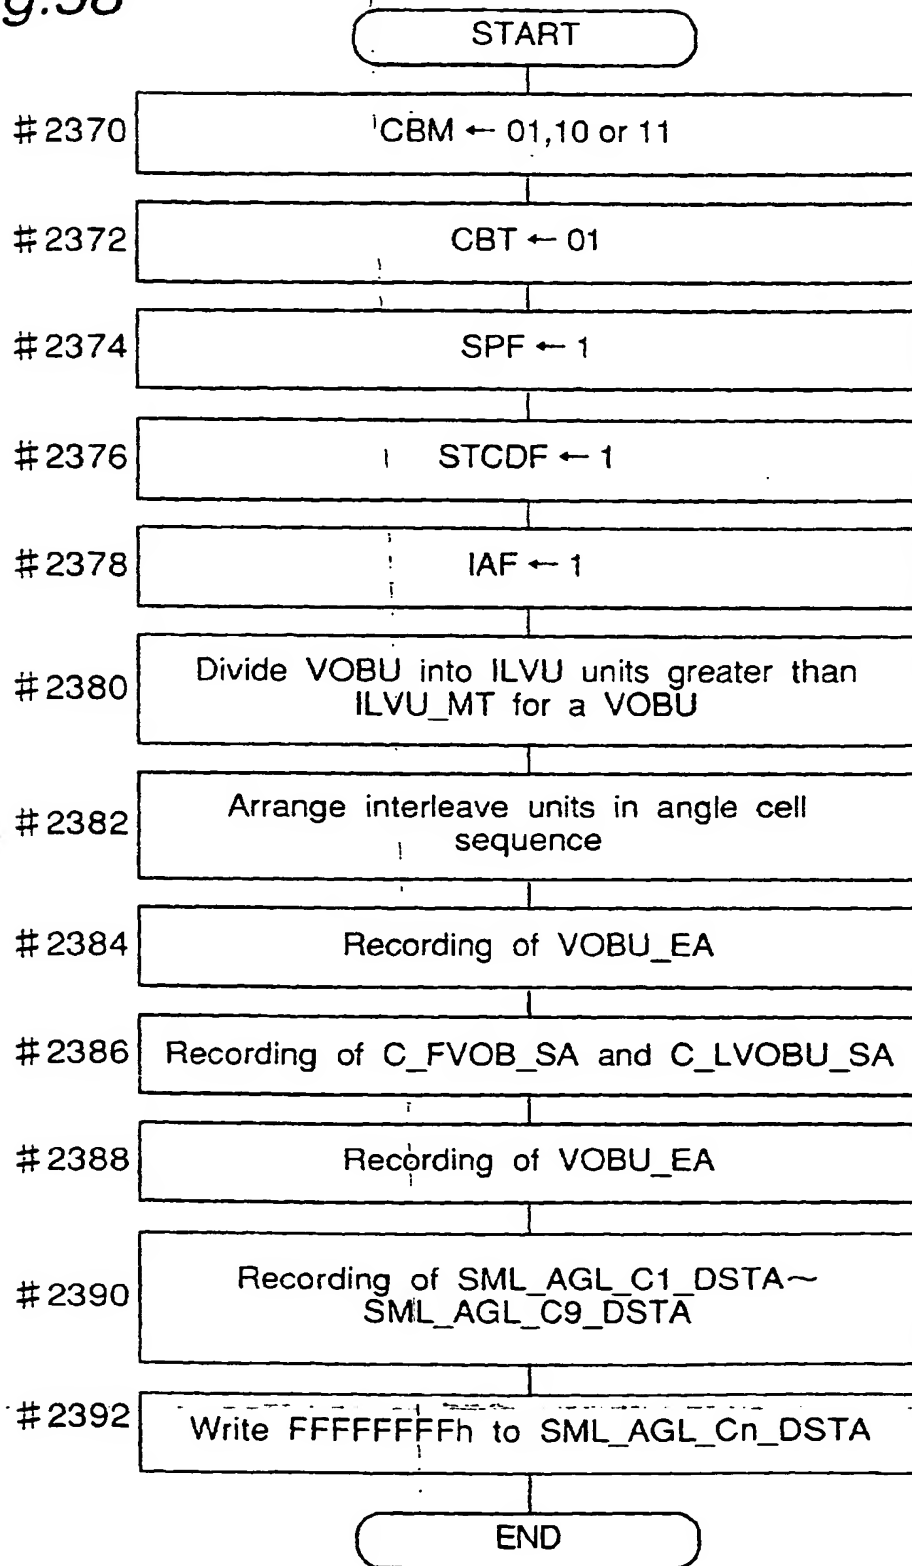 g.58
START
#2370
CBM ← 01,10 or 11
#2372
CBT ← 01
#2374
SPF ← 1
#2376
STCDF ← 1
#2378
IAF ← 1
#2380
Divide VOBU into ILVU units greater than
ILVU_MT for a VOBU
#2382
Arrange interleave units in angle cell
sequence
#2384
Recording of VOBU_EA
#2386
Recording of C_FVOB_SA and C_LVOBU_SA
#2388
Recording of VOBU_EA
#2390
Recording of SML_AGL_C1_DSTA~
SML_AGL_C9_DSTA
#2392
Write FFFFFFFFh to SML_AGL_Cn_DSTA
END